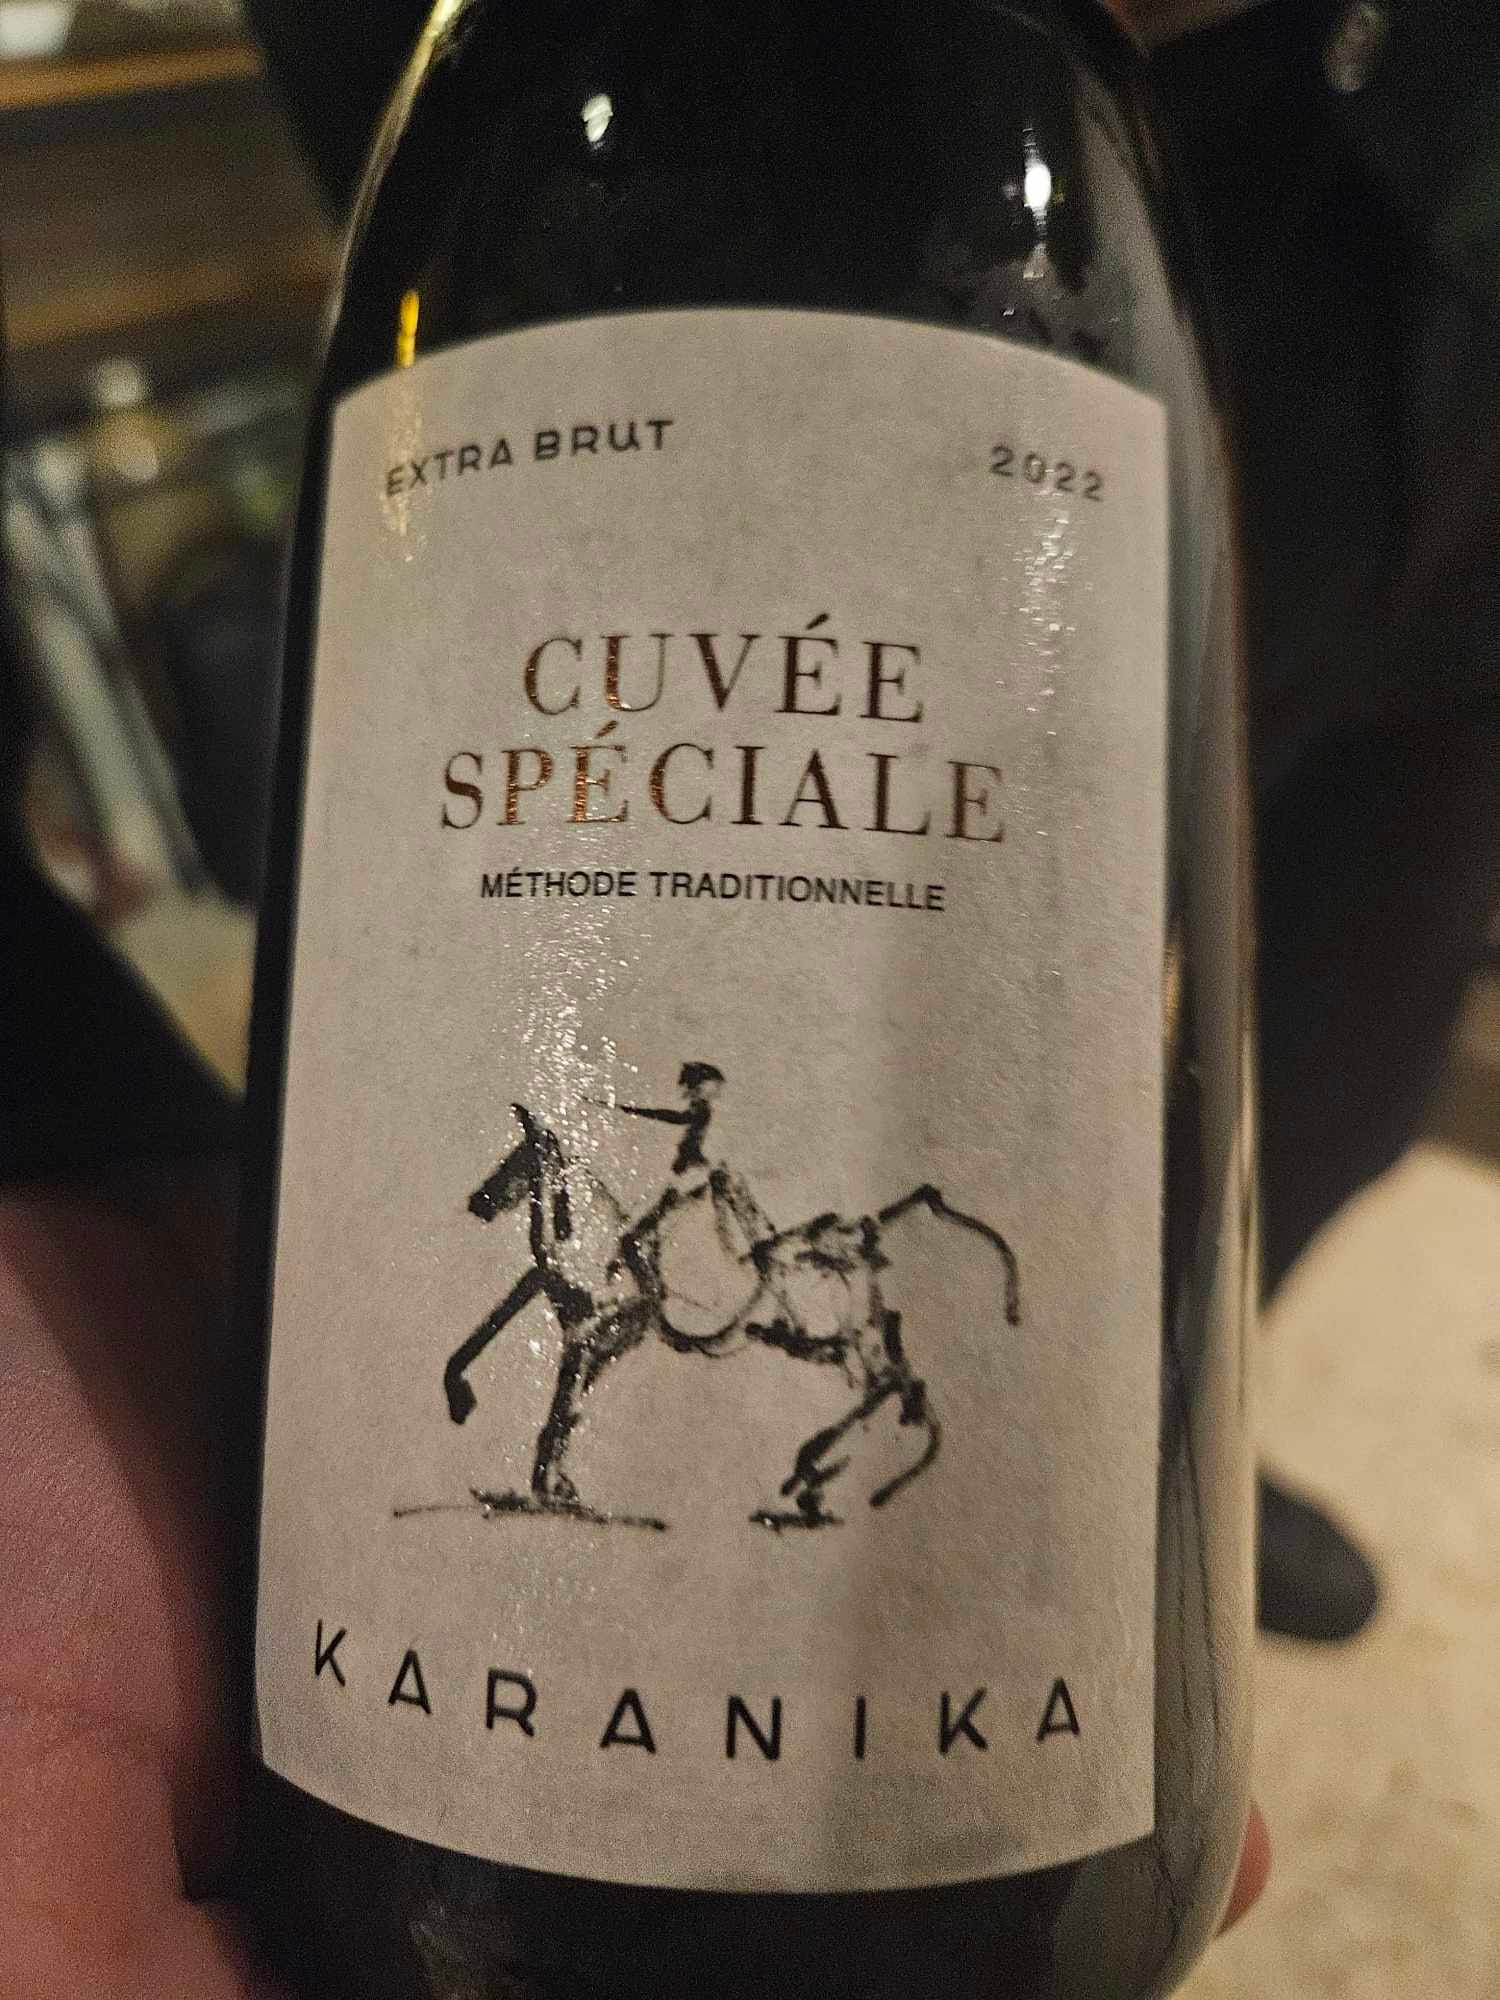 EXTRA BRUT
2022
CUVÉE
SPÉCIALE
MÉTHODE TRADITIONNELLE
KARANIKA